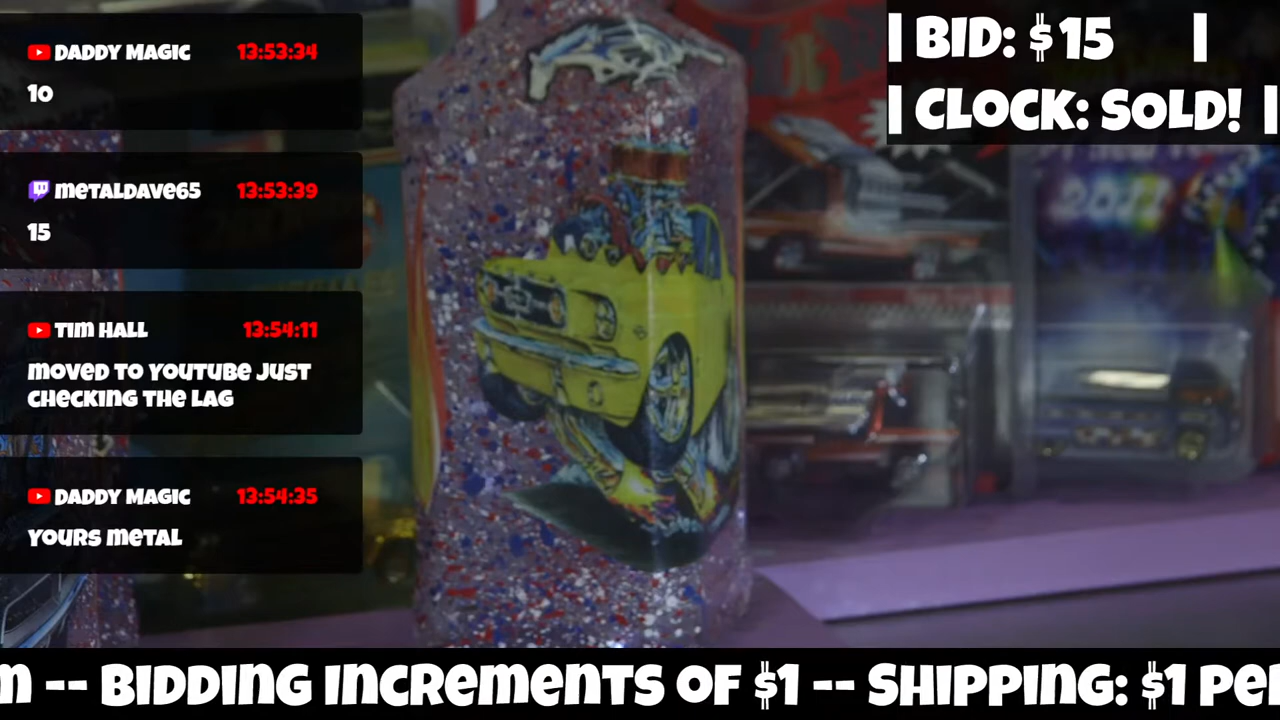 DADDY MAGIC 13:53:34
10
metaldave65 13:53:39
15
Tim Hall 13:54:11
moved to youtube just
checking the lag
DADDY MAGIC 13:54:35
yours metal
| BID: $15 |
| CLOCK: SOLD! |
2021
-- Bidding increments of $1 -- Shipping: $1 per